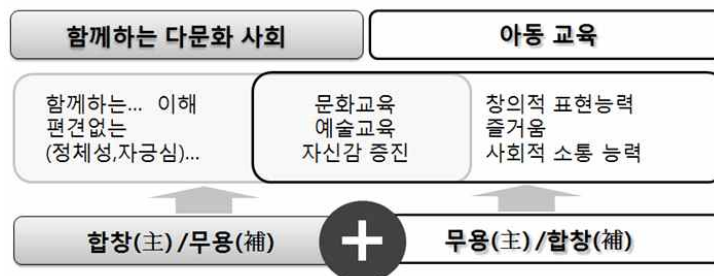 함께하는 다문화 사회
아동 교육
함께하는... 이해
편견없는
(정체성,자긍심)...
문화교육
예술교육
자신감 증진
창의적 표현능력
즐거움
사회적 소통 능력
합창(主)/무용(補)
+
무용(主)/합창(補)